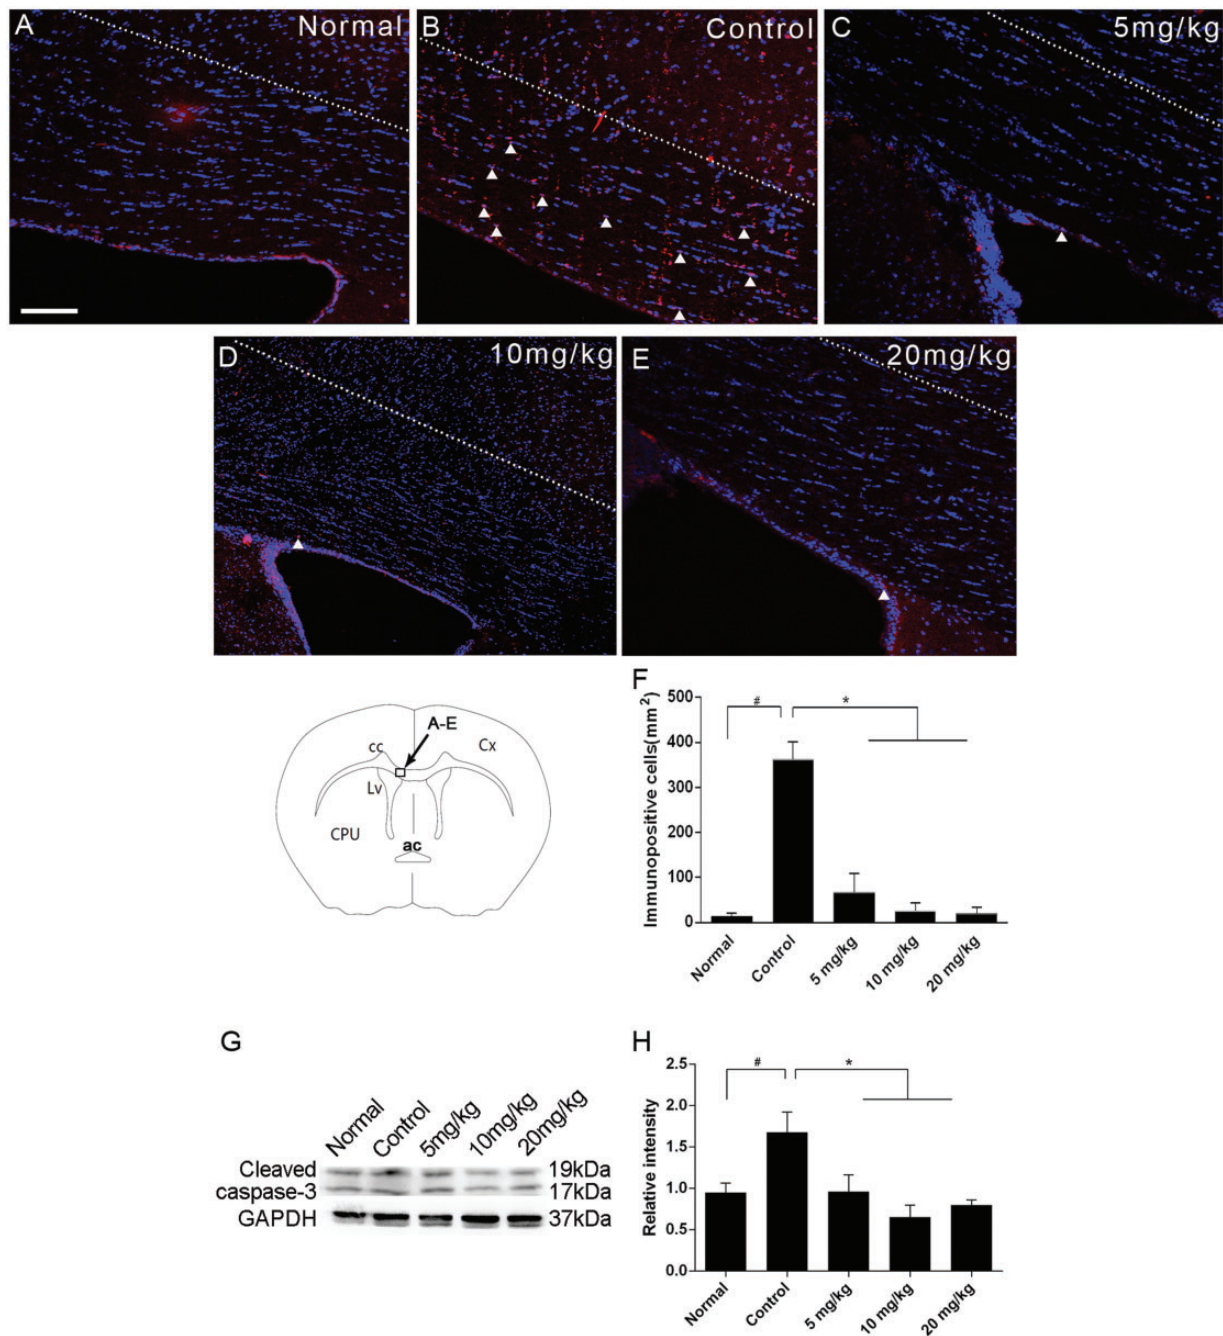 A Normal
B Control
C 5mg/kg
D 10mg/kg
E 20mg/kg
A-E
cc
Cx
Lv
CPU
ac
F
Immunopositive cells(mm²)
500
400
300
200
100
0
#
*
Normal
Control
5 mg/kg
10 mg/kg
20 mg/kg
G
Normal
Control
5mg/kg
10mg/kg
20mg/kg
Cleaved 19kDa
caspase-3 17kDa
GAPDH 37kDa
H
Relative intensity
2.5
2.0
1.5
1.0
0.5
0.0
#
*
Normal
Control
5 mg/kg
10 mg/kg
20 mg/kg